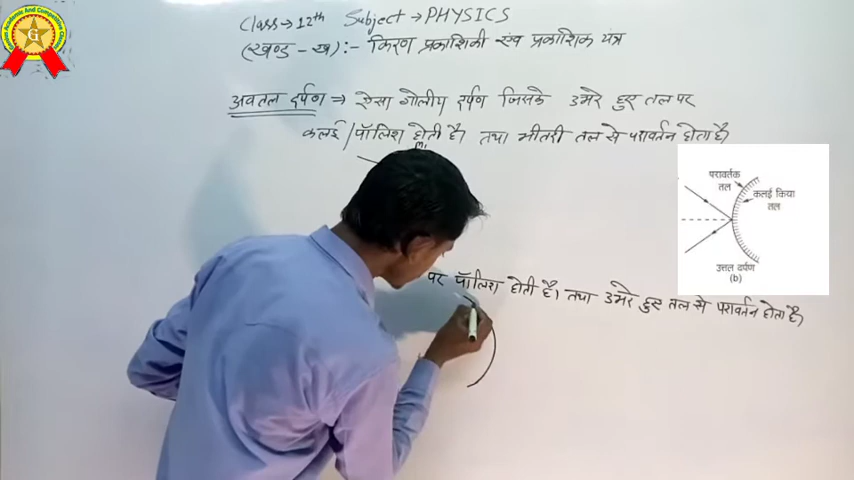 Class → 12th Subject → PHYSICS
(खण्ड - ख) :- किरण प्रकाशिकी एवं प्रकाशिक यंत्र
अवतल दर्पण ⇒ ऐसा गोलीय दर्पण जिसके उभरे हुए तल पर
कलई / पॉलिश होती है। तथा भीतरी तल से परावर्तन होता है।
पर पॉलिश होती है। तथा उभरे हुए तल से परावर्तन होता है।
परावर्तक
तल
कलई किया
तल
उत्तल दर्पण
(b)
G